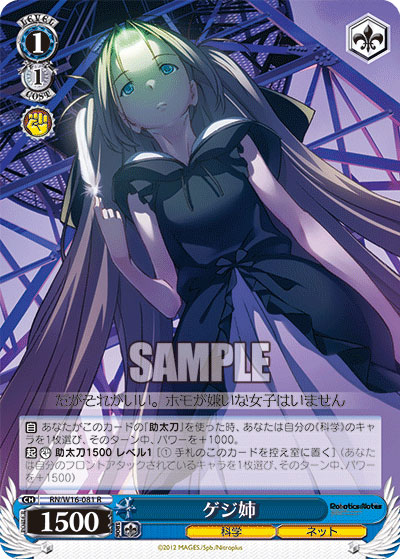 LEVEL
1
1
COST
SAMPLE
だがそれがいい。ホモが嫌いな女子はいません
自 あなたがこのカードの「助太刀」を使った時、あなたは自分の《科学》のキャ
ラを1枚選び、そのターン中、パワーを+1000。
起 助太刀1500 レベル1 [① 手札のこのカードを控え室に置く] (あなたは
自分のフロントアタックされているキャラを1枚選び、そのターン中、パワーを
+1500)
CH RN/W16-081 R
1500
ゲジ姉
Robotics;Notes
科学 ネット
©2012 MAGES./5pb./Nitroplus